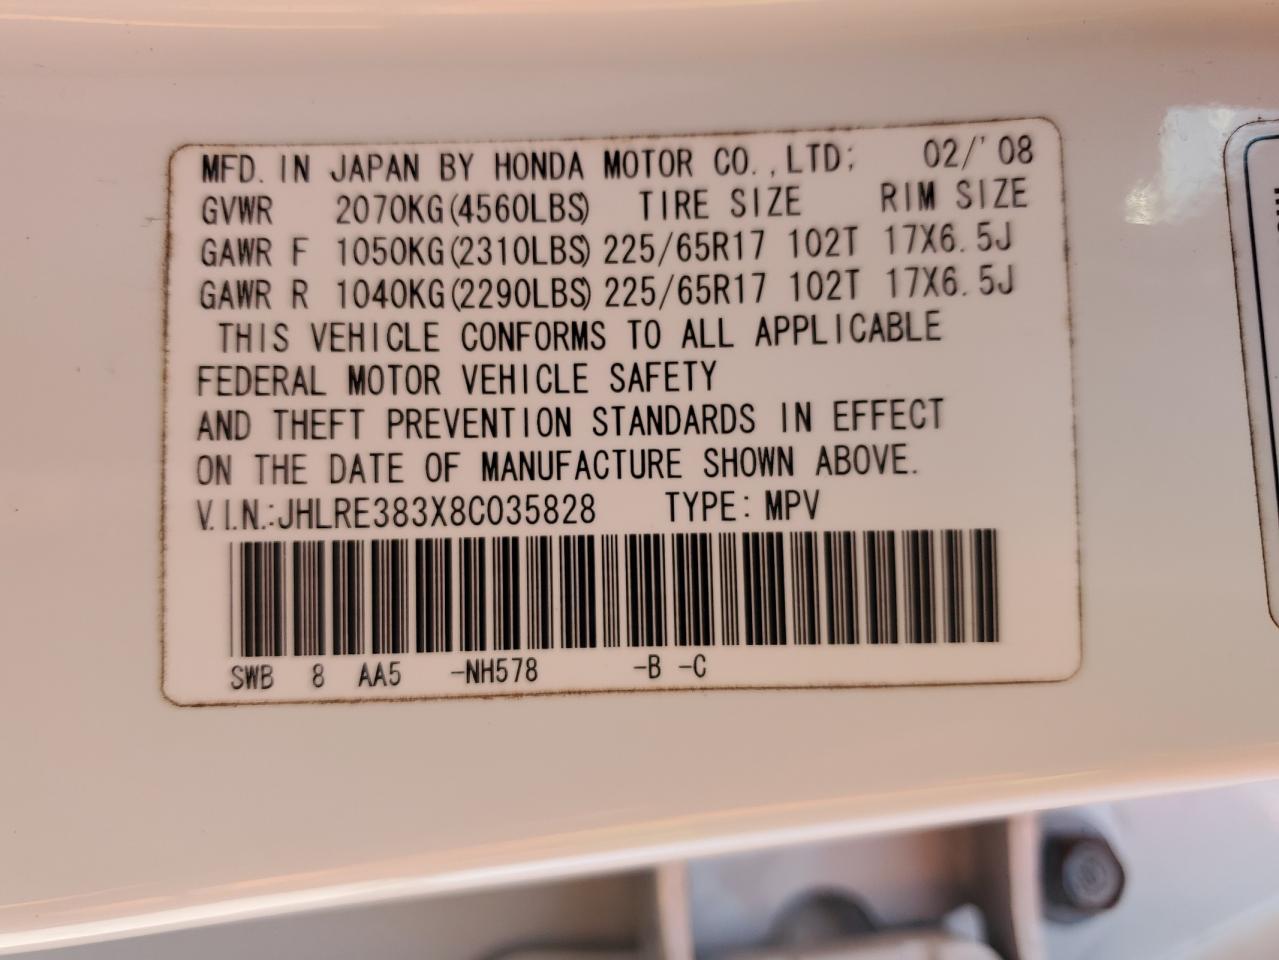 MFD. IN JAPAN BY HONDA MOTOR CO.,LTD: 02/'08
GVWR 2070KG(4560LBS) TIRE SIZE RIM SIZE
GAWR F 1050KG(2310LBS) 225/65R17 102T 17X6.5J
GAWR R 1040KG(2290LBS) 225/65R17 102T 17X6.5J
THIS VEHICLE CONFORMS TO ALL APPLICABLE
FEDERAL MOTOR VEHICLE SAFETY
AND THEFT PREVENTION STANDARDS IN EFFECT
ON THE DATE OF MANUFACTURE SHOWN ABOVE.
V.I.N.:JHLRE383X8C035828 TYPE: MPV
SWB 8 AA5 -NH578 -B -C